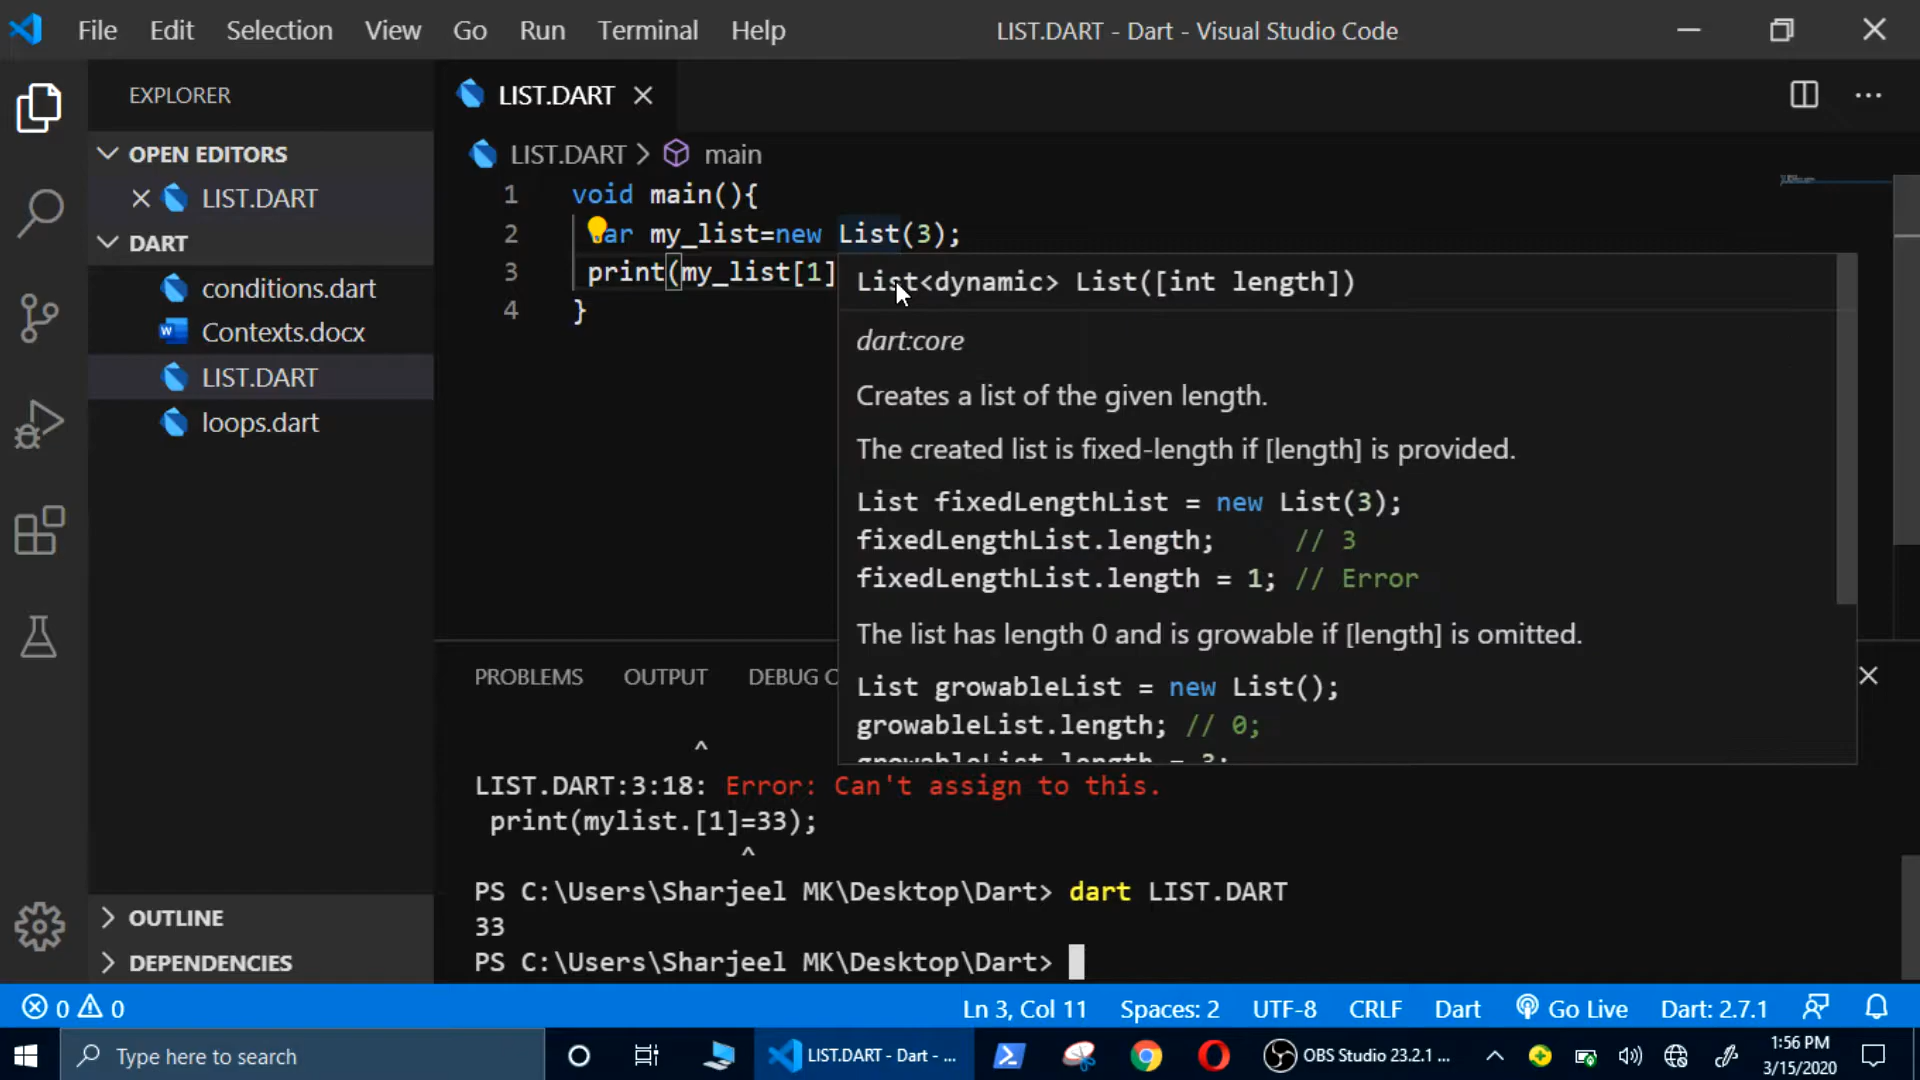 File Edit Selection View Go Run Terminal Help LIST.DART - Dart - Visual Studio Code
EXPLORER
LIST.DART
OPEN EDITORS
LIST.DART
DART
conditions.dart
Contexts.docx
LIST.DART
loops.dart
OUTLINE
DEPENDENCIES
LIST.DART > main
1 void main(){
2 ar my_list=new List(3);
3 print(my_list[1]
4 }
List<dynamic> List([int length])
dart:core
Creates a list of the given length.
The created list is fixed-length if [length] is provided.
List fixedLengthList = new List(3);
fixedLengthList.length; // 3
fixedLengthList.length = 1; // Error
The list has length 0 and is growable if [length] is omitted.
List growableList = new List();
growableList.length; // 0;
growableList.length = 3;
PROBLEMS OUTPUT DEBUG C
^
LIST.DART:3:18: Error: Can't assign to this.
print(mylist.[1]=33);
^
PS C:\Users\Sharjeel MK\Desktop\Dart> dart LIST.DART
33
PS C:\Users\Sharjeel MK\Desktop\Dart>
0 0 Ln 3, Col 11 Spaces: 2 UTF-8 CRLF Dart Go Live Dart: 2.7.1
Type here to search LIST.DART - Dart - ... OBS Studio 23.2.1 ... 1:56 PM
3/15/2020